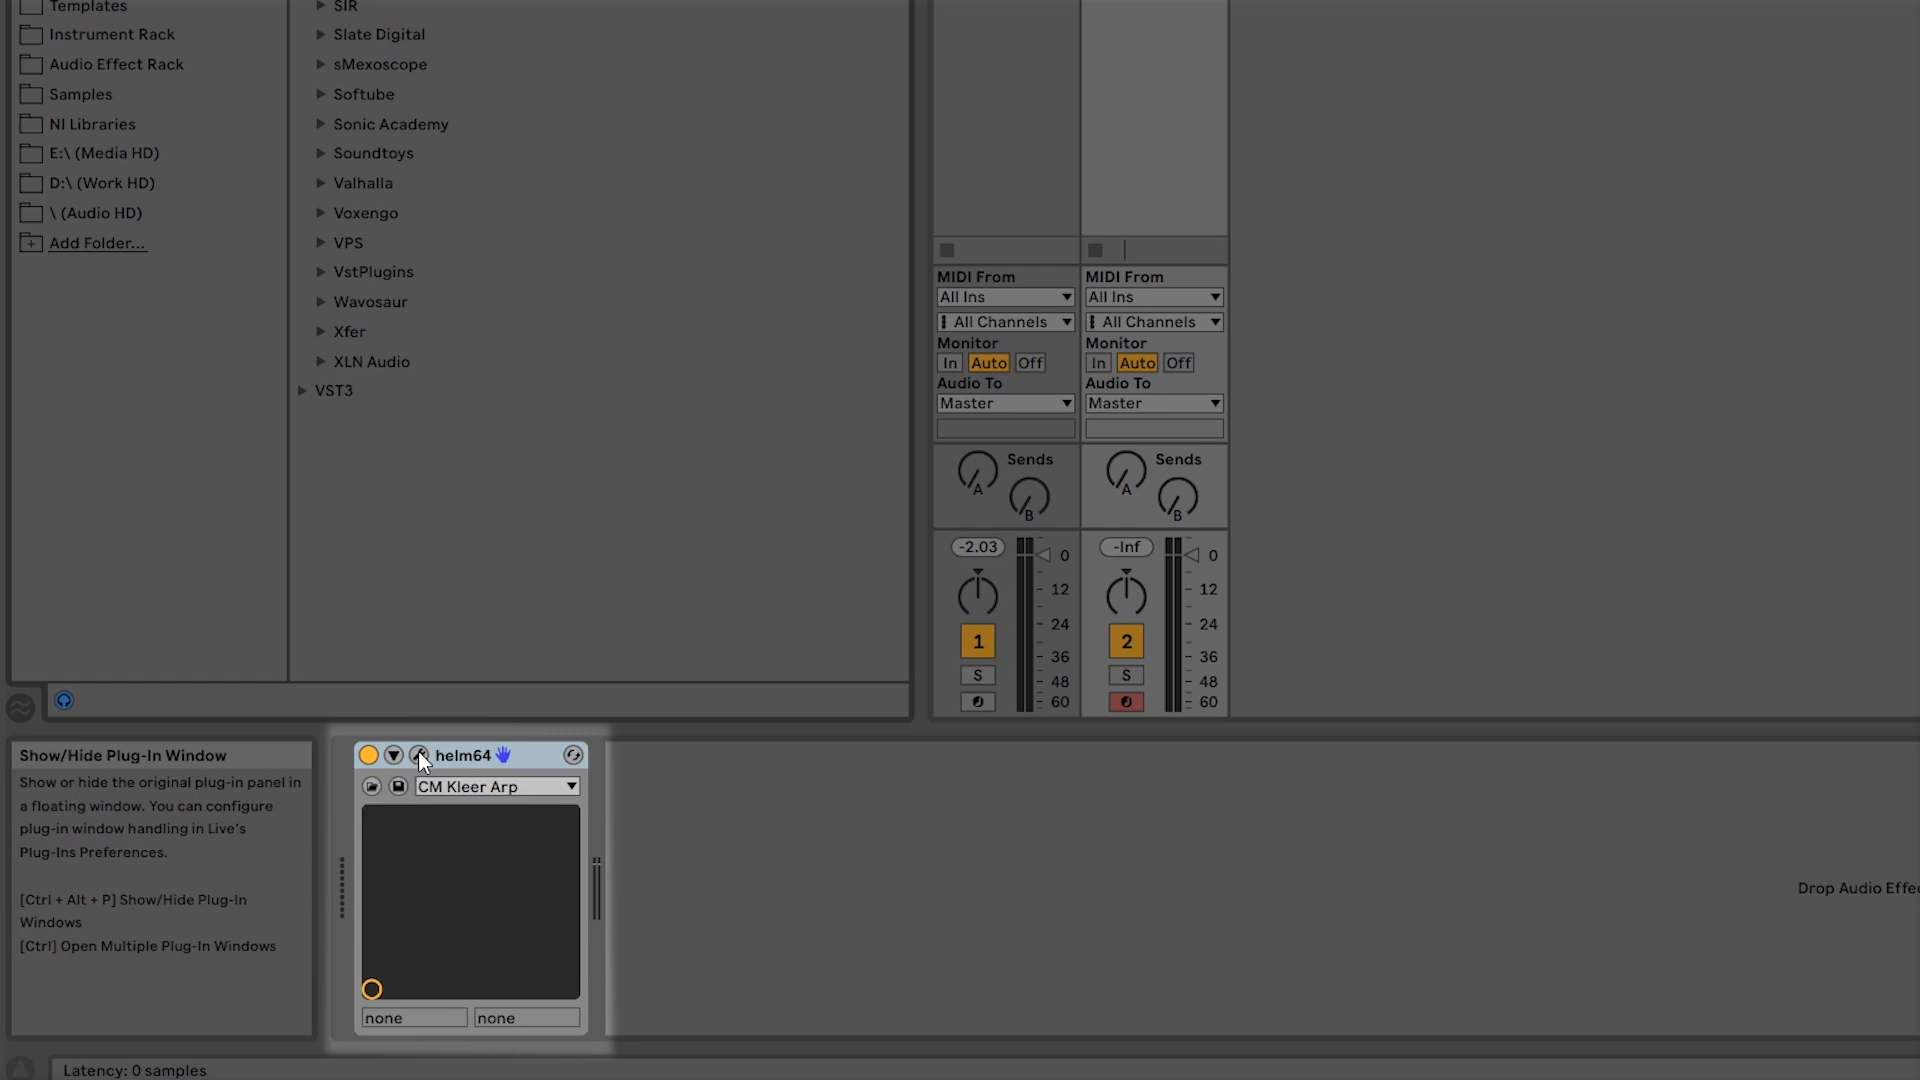 Templates
Instrument Rack
Audio Effect Rack
Samples
NI Libraries
E:\ (Media HD)
D:\ (Work HD)
\ (Audio HD)
Add Folder...
SIR
Slate Digital
sMexoscope
Softube
Sonic Academy
Soundtoys
Valhalla
Voxengo
VPS
VstPlugins
Wavosaur
Xfer
XLN Audio
VST3
MIDI From
All Ins
All Channels
Monitor
In Auto Off
Audio To
Master
Sends
A
B
-2.03
0
12
24
36
48
60
1
S
MIDI From
All Ins
All Channels
Monitor
In Auto Off
Audio To
Master
Sends
A
B
-Inf
0
12
24
36
48
60
2
S
Show/Hide Plug-In Window
Show or hide the original plug-in panel in
a floating window. You can configure
plug-in window handling in Live's
Plug-Ins Preferences.
[Ctrl + Alt + P] Show/Hide Plug-In
Windows
[Ctrl] Open Multiple Plug-In Windows
helm64
CM Kleer Arp
none none
Drop Audio Effe
Latency: 0 samples